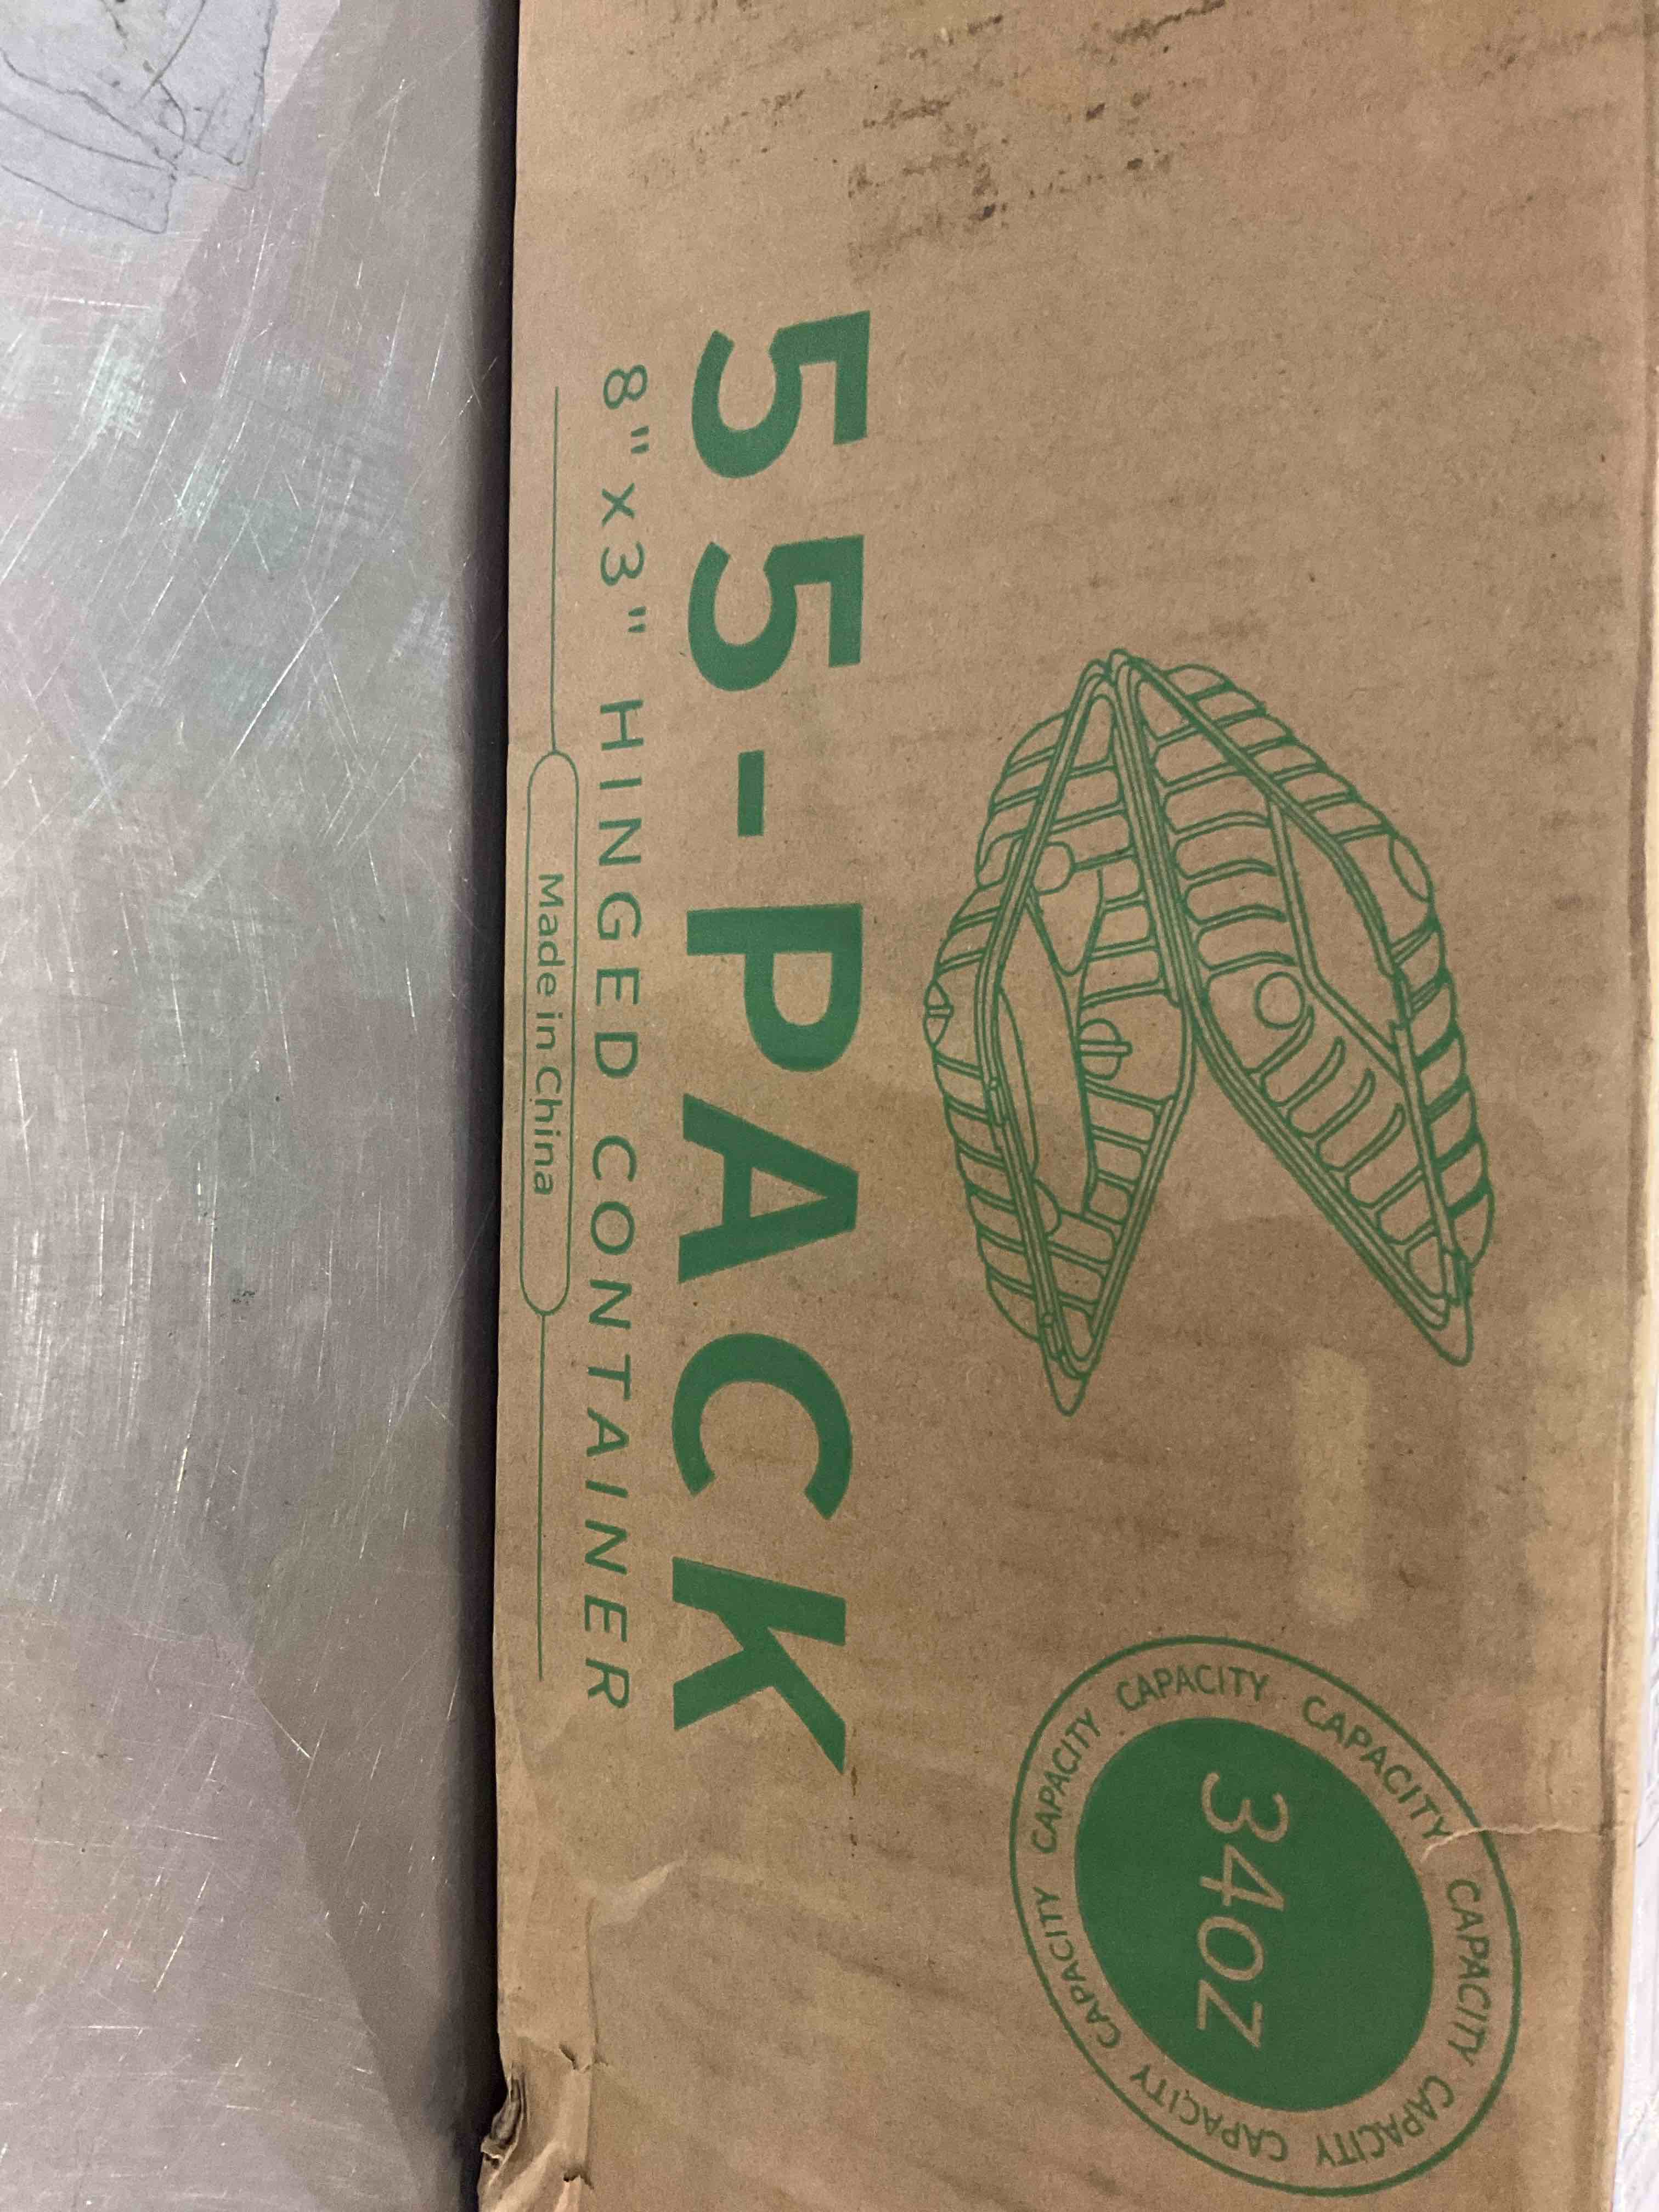 55-PACK
8"x3" HINGED CONTAINER
Made in China
CAPACITY CAPACITY CAPACITY CAPACITY CAPACITY CAPACITY CAPACITY CAPACITY
34OZ